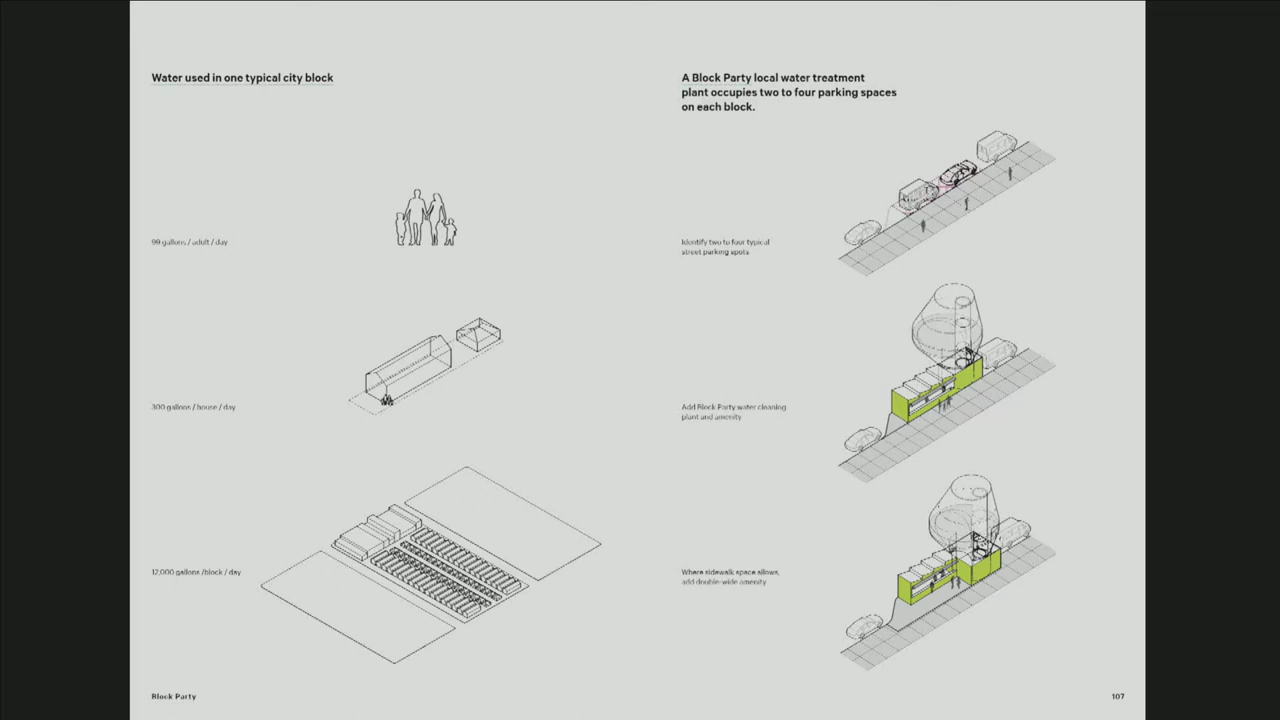 Water used in one typical city block
99 gallons / adult / day
300 gallons / house / day
12,000 gallons /block / day
Block Party
A Block Party local water treatment
plant occupies two to four parking spaces
on each block.
Identify two to four typical
street parking spots
Add Block Party water cleaning
plant and amenity
Where sidewalk space allows,
add double-wide amenity
107